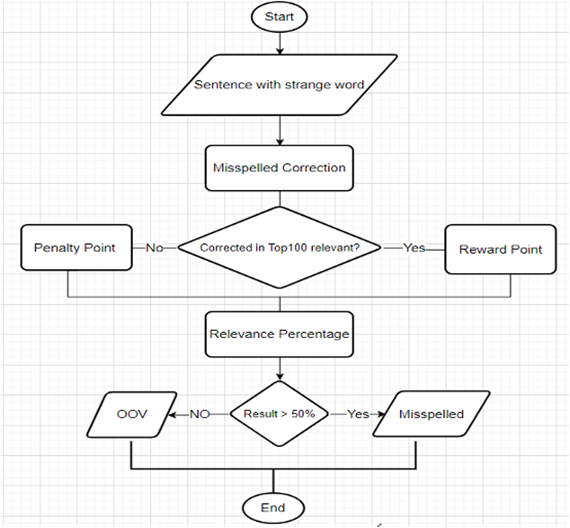 Start
Sentence with strange word
Misspelled Correction
Penalty Point
No
Corrected in Top100 relevant?
Yes
Reward Point
Relevance Percentage
OOV
NO
Result > 50%
Yes
Misspelled
End